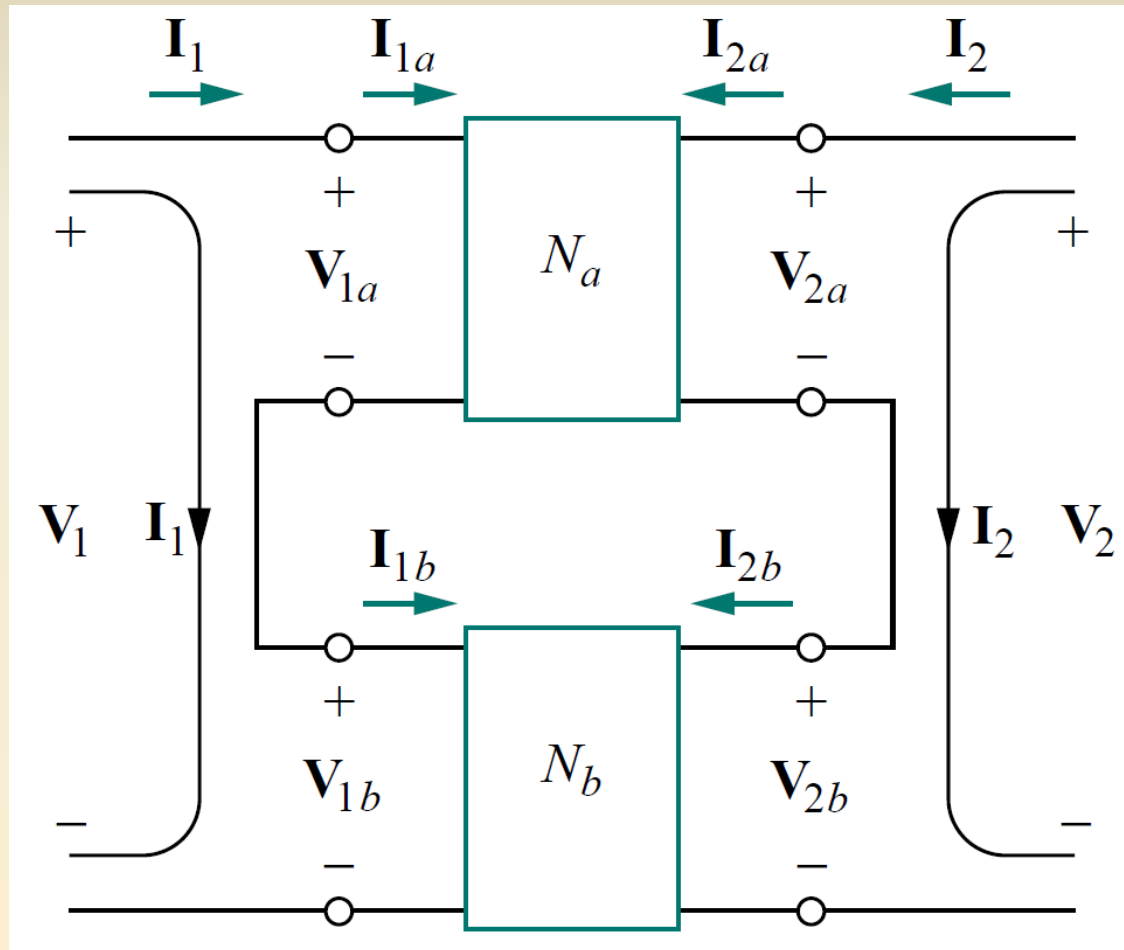 I1 I1a I2a I2
+ +
+ +
V1a Na V2a
− −
V1 I1 I2 V2
I1b I2b
+ +
V1b Nb V2b
− −
− −